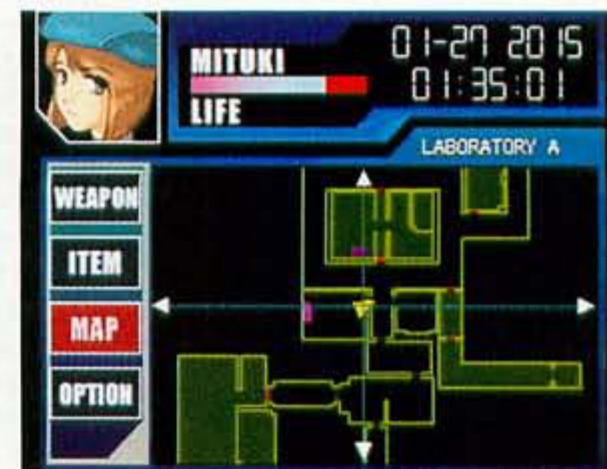 MITUKI
LIFE
01-27 2015
01:35:01
LABORATORY A
WEAPON
ITEM
MAP
OPTION